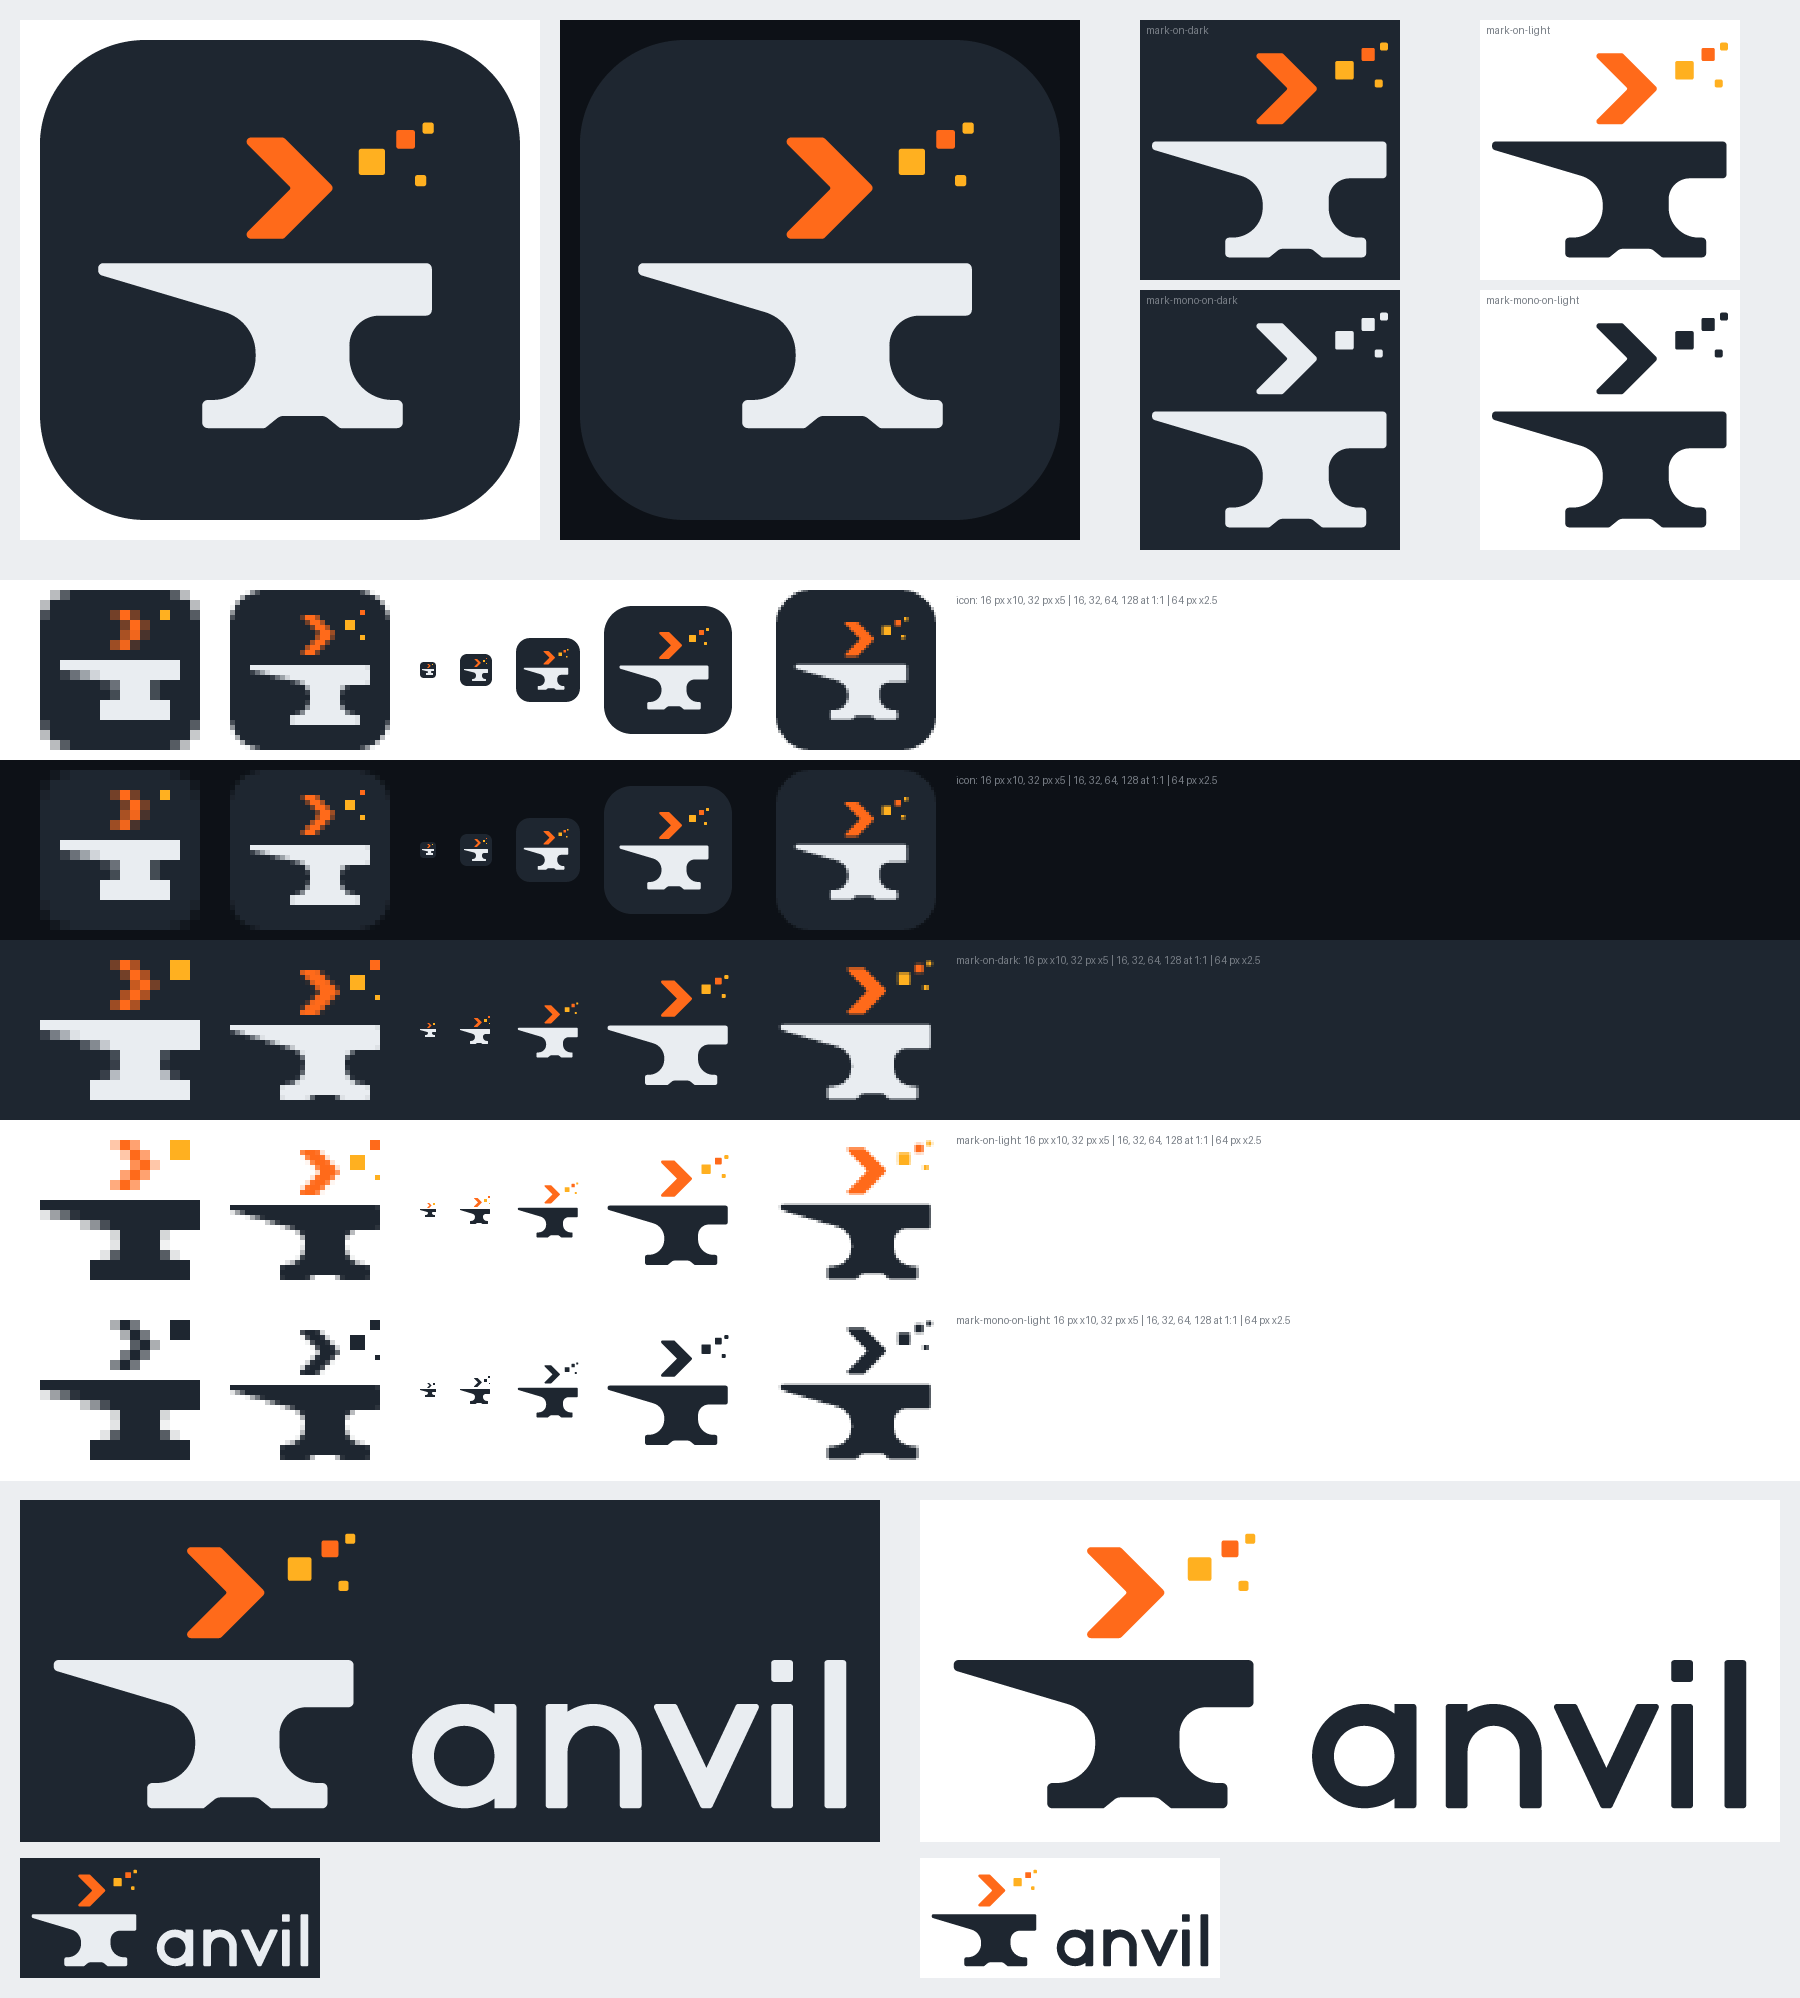 mark-on-dark
mark-on-light
mark-mono-on-dark
mark-mono-on-light
icon: 16 px x10, 32 px x5 | 16, 32, 64, 128 at 1:1 | 64 px x2.5
icon: 16 px x10, 32 px x5 | 16, 32, 64, 128 at 1:1 | 64 px x2.5
mark-on-dark: 16 px x10, 32 px x5 | 16, 32, 64, 128 at 1:1 | 64 px x2.5
mark-on-light: 16 px x10, 32 px x5 | 16, 32, 64, 128 at 1:1 | 64 px x2.5
mark-mono-on-light: 16 px x10, 32 px x5 | 16, 32, 64, 128 at 1:1 | 64 px x2.5
anvil
anvil
anvil
anvil